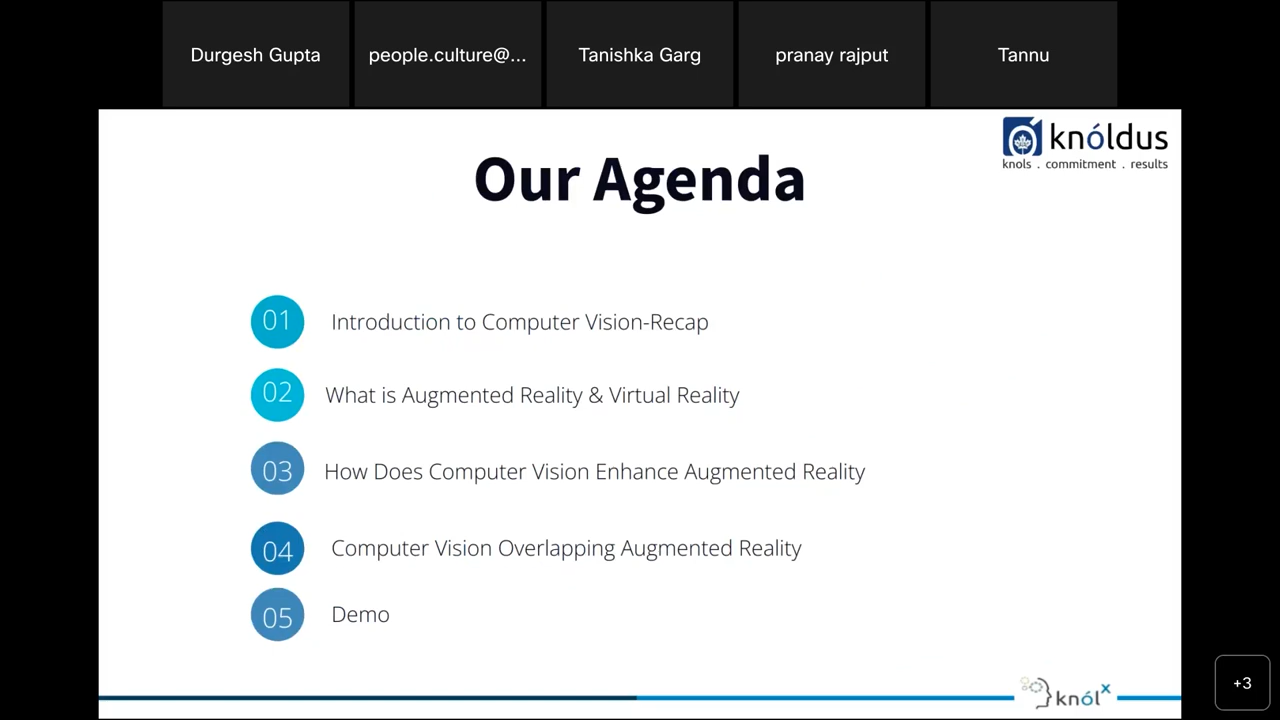 Durgesh Gupta
people.culture@...
Tanishka Garg
pranay rajput
Tannu
knóldus
knols . commitment . results
Our Agenda
01 Introduction to Computer Vision-Recap
02 What is Augmented Reality & Virtual Reality
03 How Does Computer Vision Enhance Augmented Reality
04 Computer Vision Overlapping Augmented Reality
05 Demo
+3
knólx